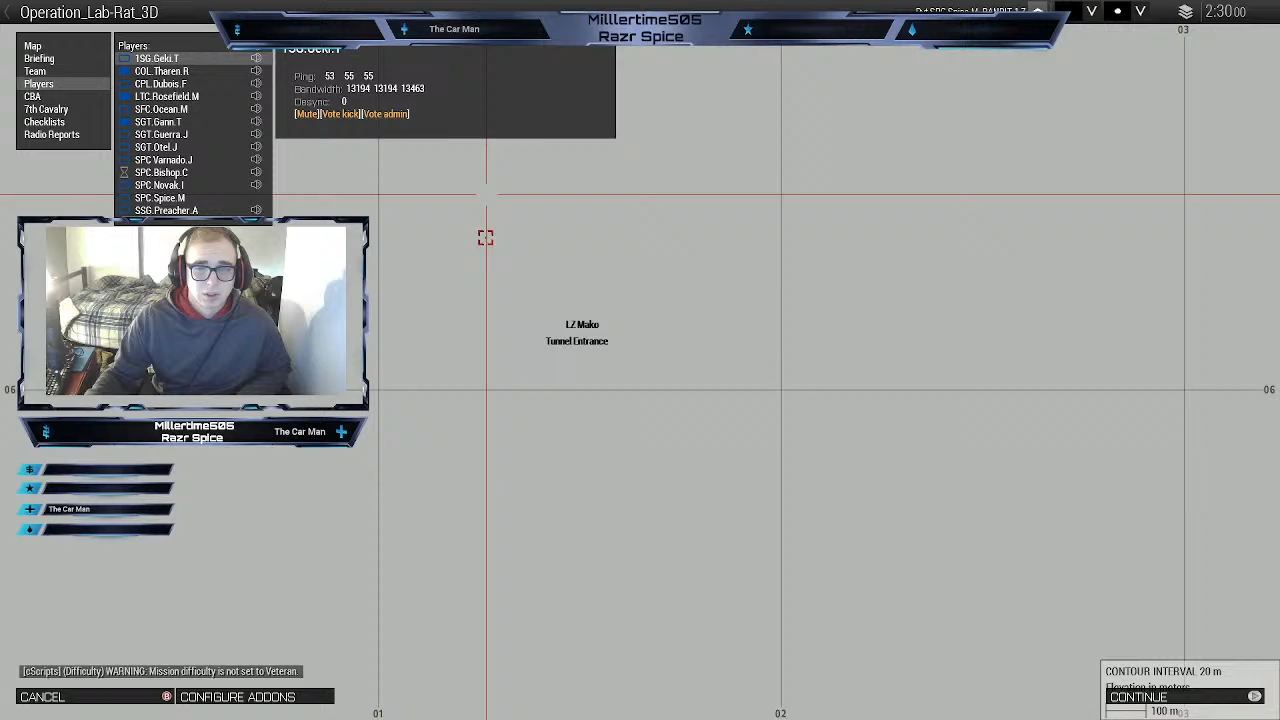 Operation_Lab-Rat_3D
2:30:00
Milllertime505
Razr Spice
The Car Man
03
Map
Briefing
Team
Players
CBA
7th Cavalry
Checklists
Radio Reports
Players:
1SG.Geki.T
COL.Tharen.R
CPL.Dubois.F
LTC.Rosefield.M
SFC.Ocean.M
SGT.Gann.T
SGT.Guerra.J
SGT.Otel.J
SPC Varnado.J
SPC.Bishop.C
SPC.Novak.I
SPC.Spice.M
SSG.Preacher.A
Ping: 53 55 55
Bandwidth: 13194 13194 13463
Desync: 0
[Mute][Vote kick][Vote admin]
LZ Mako
Tunnel Entrance
06
06
Millertime505
Razr Spice
The Car Man
The Car Man
[cScripts] (Difficulty) WARNING: Mission difficulty is not set to Veteran.
CANCEL
CONFIGURE ADDONS
CONTOUR INTERVAL 20 m
Elevation in meters
CONTINUE
100 m
01
02
03